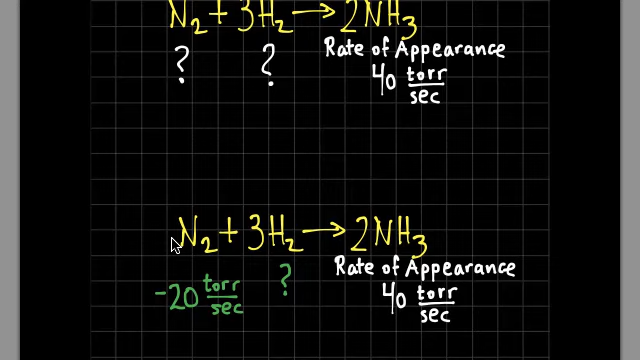 N₂ + 3H₂ → 2NH₃
? ? Rate of Appearance
40 torr/sec
N₂ + 3H₂ → 2NH₃
-20 torr/sec ? Rate of Appearance
40 torr/sec